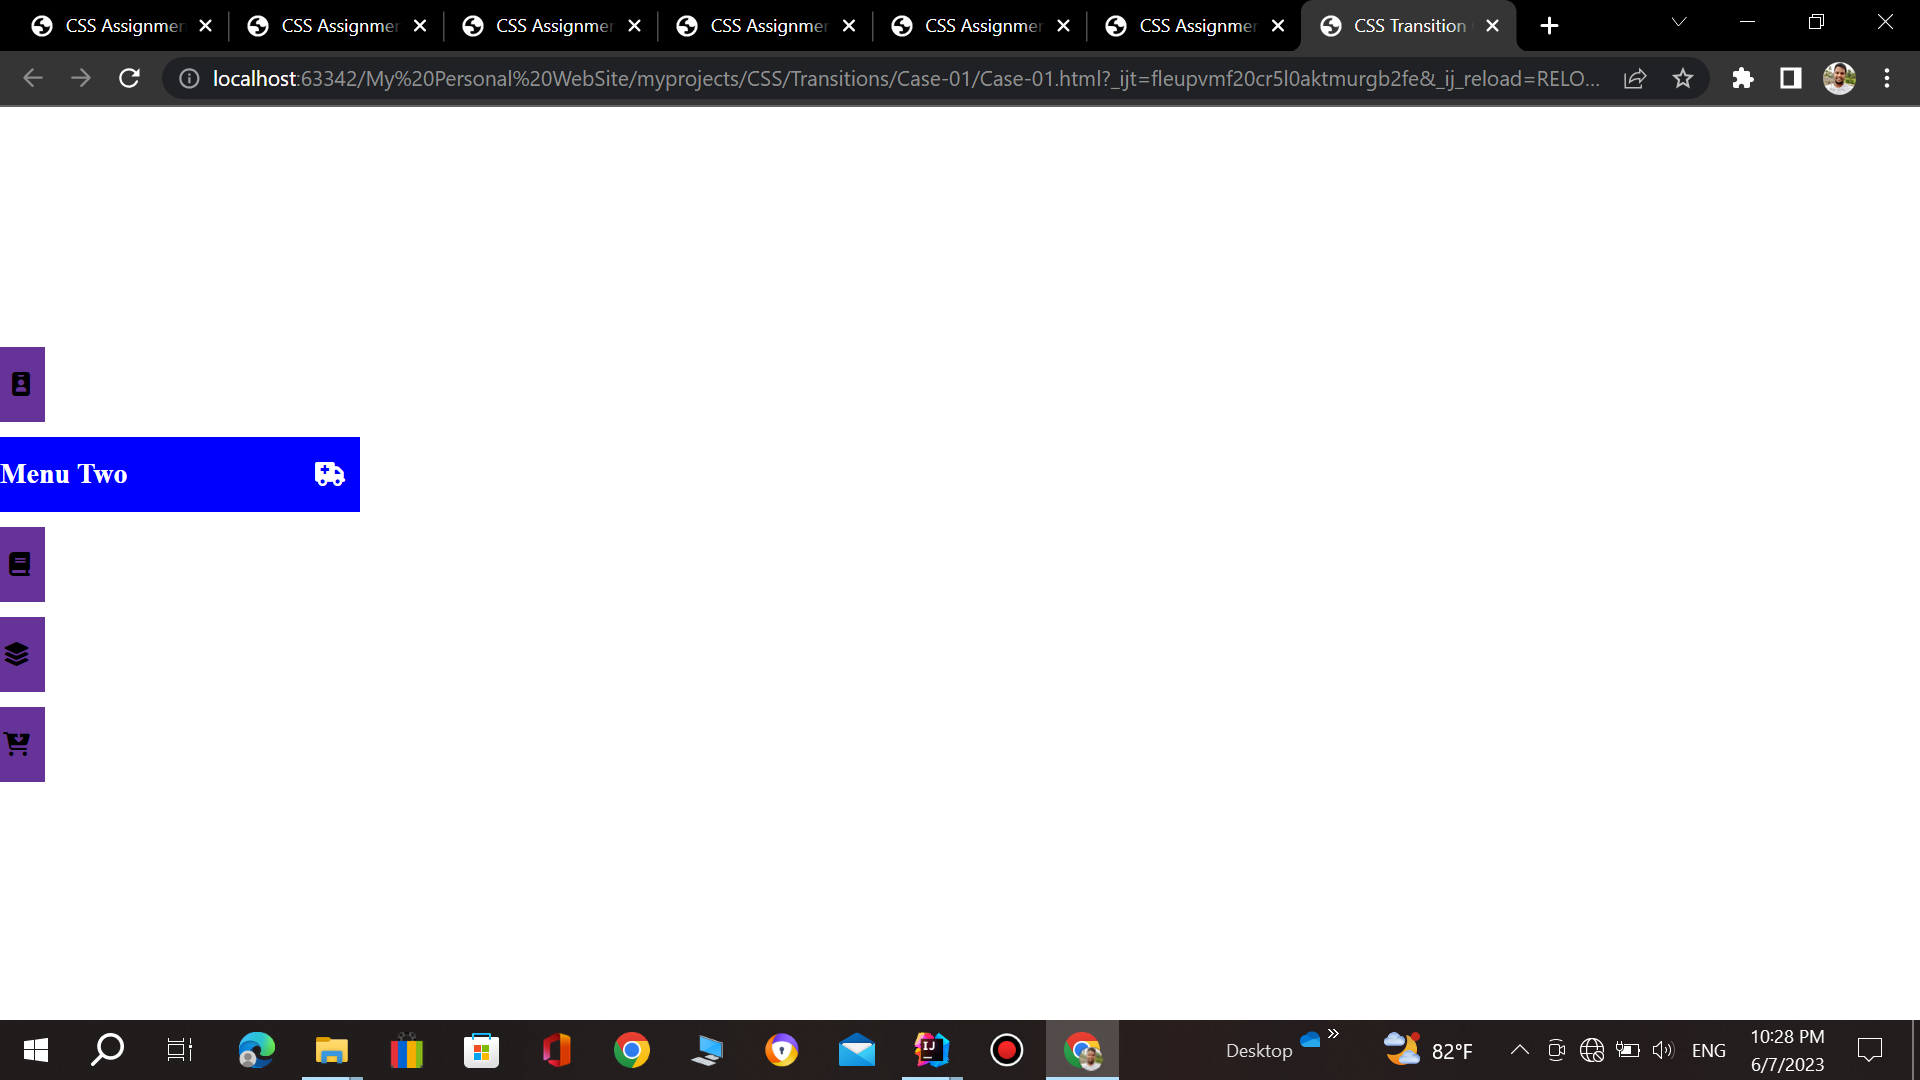 CSS Assignmen
CSS Assignmer
CSS Assignmer
CSS Assignmer
CSS Assignmer
CSS Assignmer
CSS Transition
localhost:63342/My%20Personal%20WebSite/myprojects/CSS/Transitions/Case-01/Case-01.html?_ijt=fleupvmf20cr5l0aktmurgb2fe&_ij_reload=RELO...
Menu Two
Desktop
82°F
ENG
10:28 PM
6/7/2023